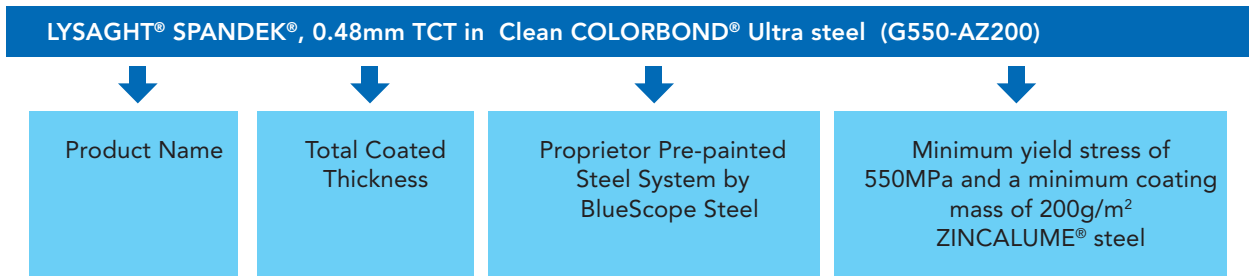 LYSAGHT® SPANDEK®, 0.48mm TCT in Clean COLORBOND® Ultra steel (G550-AZ200)
Product Name
Total Coated
Thickness
Proprietor Pre-painted
Steel System by
BlueScope Steel
Minimum yield stress of
550MPa and a minimum coating
mass of 200g/m²
ZINCALUME® steel